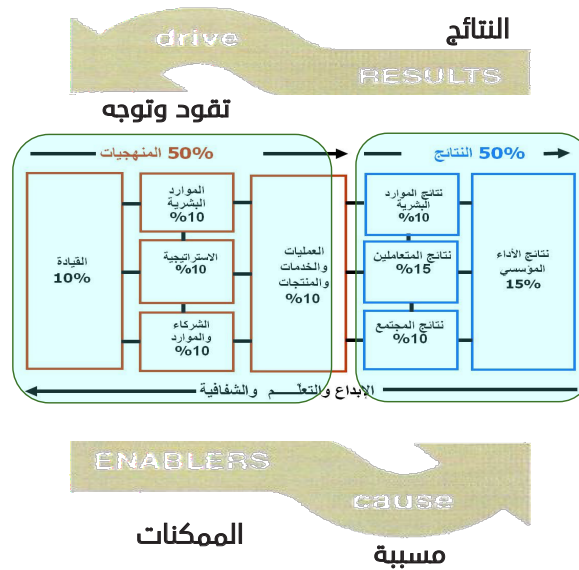 النتائج
drive
RESULTS
تقود وتوجه
50% المنهجيات
50% النتائج
القيادة
10%
الموارد
البشرية
%10
الاستراتيجية
%10
الشركاء
والموارد
%10
العمليات
والخدمات
والمنتجات
%10
نتائج الموارد
البشرية
%10
نتائج المتعاملين
%15
نتائج المجتمع
%10
نتائج الأداء
المؤسسي
15%
الإبداع والتعلّـــــم والشفافية
ENABLERS
cause
الممكنات
مسببة